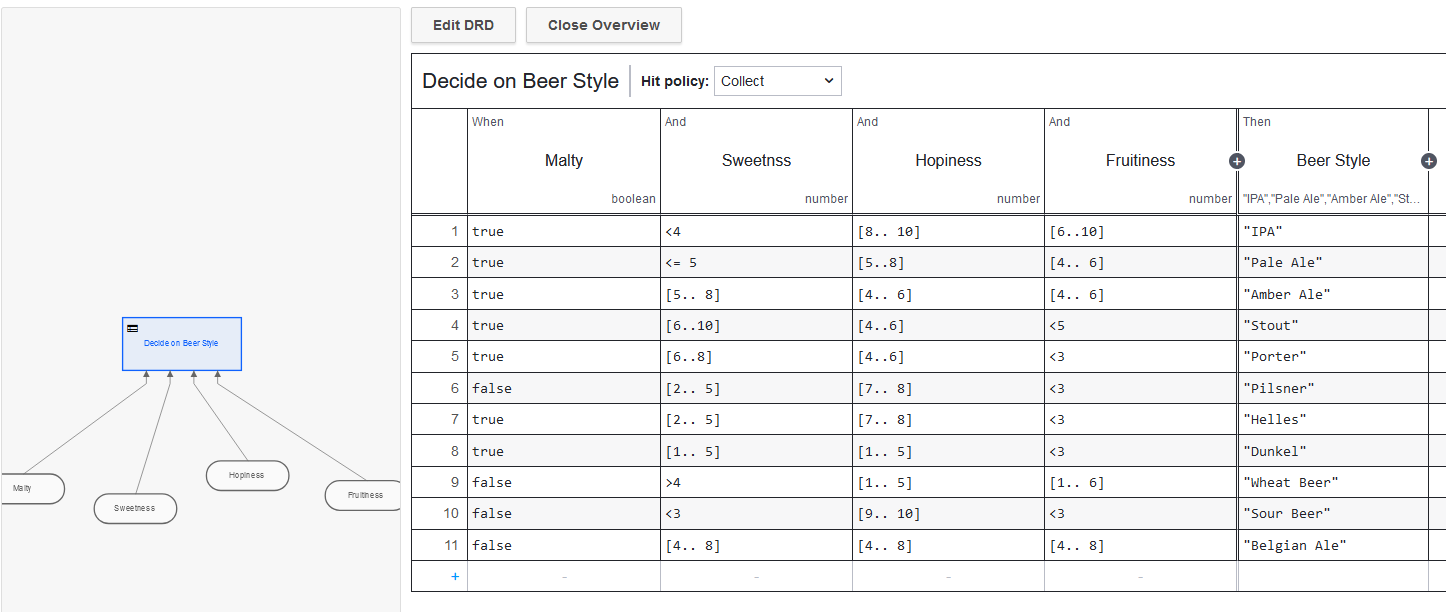 Edit DRD Close Overview
Decide on Beer Style Hit policy: Collect
When And And And Then
Malty Sweetnss Hopiness Fruitiness + Beer Style +
boolean number number number "IPA","Pale Ale","Amber Ale","St...
1 true <4 [8.. 10] [6..10] "IPA"
2 true <= 5 [5..8] [4.. 6] "Pale Ale"
3 true [5.. 8] [4.. 6] [4.. 6] "Amber Ale"
4 true [6..10] [4..6] <5 "Stout"
5 true [6..8] [4..6] <3 "Porter"
6 false [2.. 5] [7.. 8] <3 "Pilsner"
7 true [2.. 5] [7.. 8] <3 "Helles"
8 true [1.. 5] [1.. 5] <3 "Dunkel"
9 false >4 [1.. 5] [1.. 6] "Wheat Beer"
10 false <3 [9.. 10] <3 "Sour Beer"
11 false [4.. 8] [4.. 8] [4.. 8] "Belgian Ale"
+ - - - -
Decide on Beer Style
Malty
Sweetness
Hopiness
Fruitiness